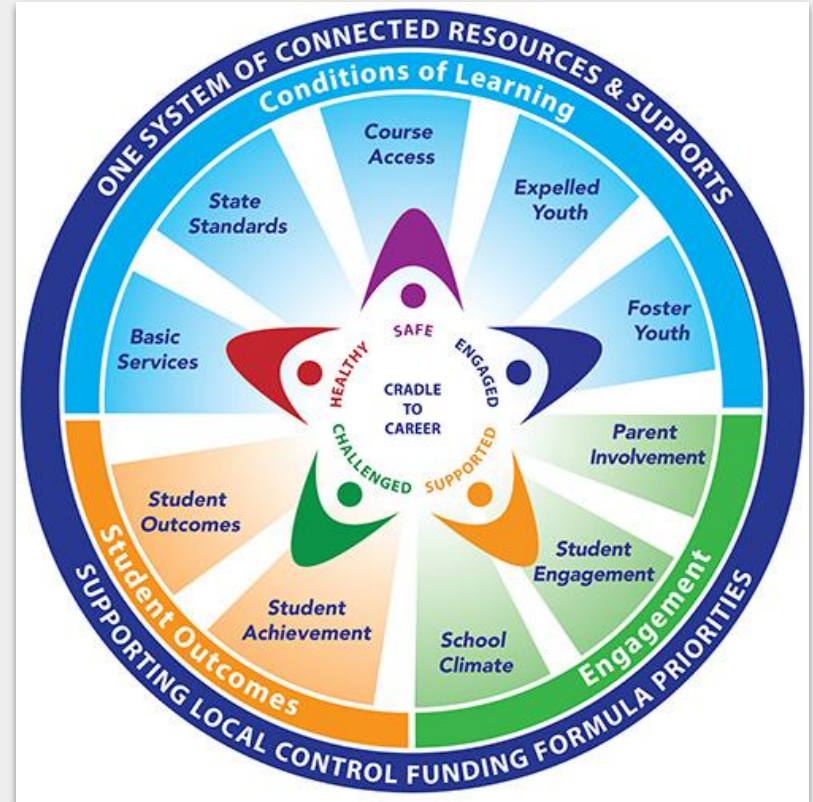 ONE SYSTEM OF CONNECTED RESOURCES & SUPPORTS
Conditions of Learning
Course
Access
State
Standards
Expelled
Youth
Basic
Services
Foster
Youth
SAFE
HEALTHY
ENGAGED
CRADLE
TO
CAREER
CHALLENGED
SUPPORTED
Parent
Involvement
Student
Outcomes
Student
Engagement
Student
Achievement
School
Climate
Student Outcomes
Engagement
SUPPORTING LOCAL CONTROL FUNDING FORMULA PRIORITIES